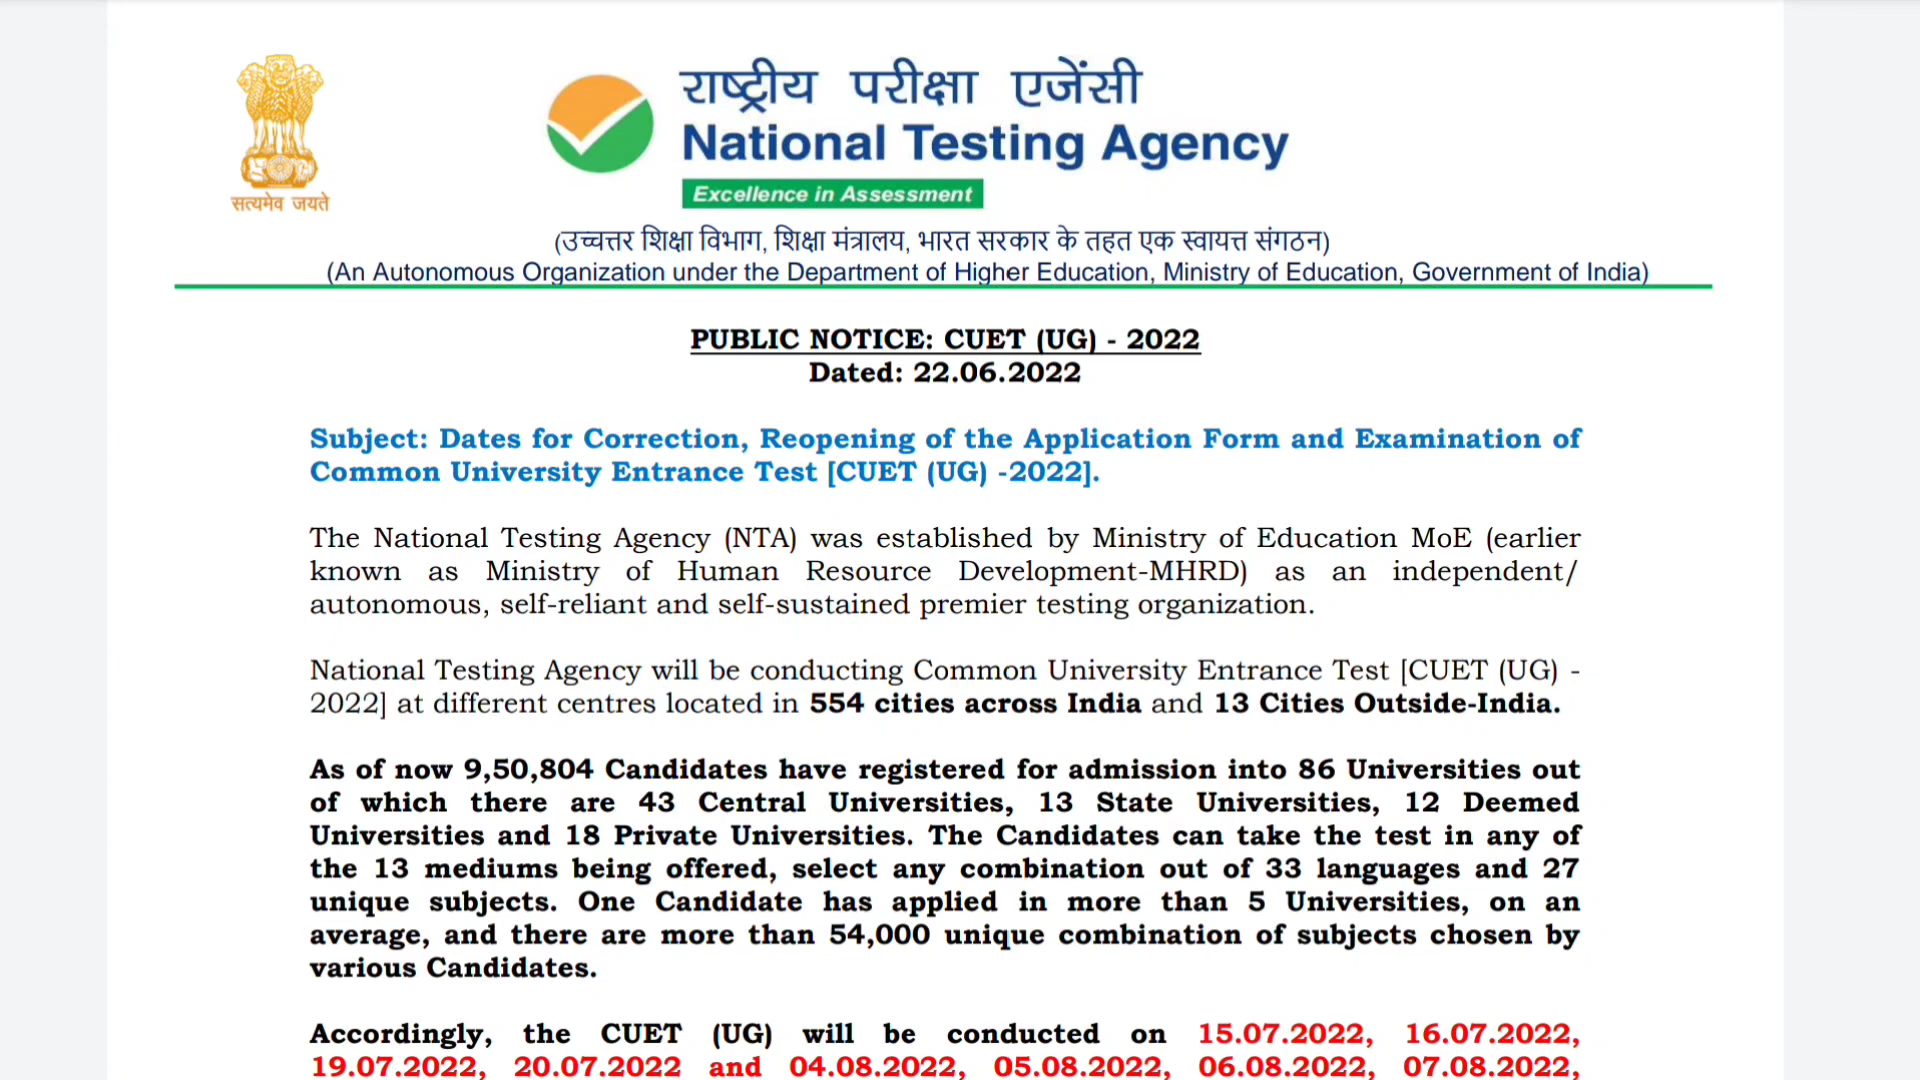 सत्यमेव जयते
राष्ट्रीय परीक्षा एजेंसी
National Testing Agency
Excellence in Assessment
(उच्चतर शिक्षा विभाग, शिक्षा मंत्रालय, भारत सरकार के तहत एक स्वायत्त संगठन)
(An Autonomous Organization under the Department of Higher Education, Ministry of Education, Government of India)
PUBLIC NOTICE: CUET (UG) - 2022
Dated: 22.06.2022
Subject: Dates for Correction, Reopening of the Application Form and Examination of
Common University Entrance Test [CUET (UG) -2022].
The National Testing Agency (NTA) was established by Ministry of Education MoE (earlier
known as Ministry of Human Resource Development-MHRD) as an independent/
autonomous, self-reliant and self-sustained premier testing organization.
National Testing Agency will be conducting Common University Entrance Test [CUET (UG) -
2022] at different centres located in 554 cities across India and 13 Cities Outside-India.
As of now 9,50,804 Candidates have registered for admission into 86 Universities out
of which there are 43 Central Universities, 13 State Universities, 12 Deemed
Universities and 18 Private Universities. The Candidates can take the test in any of
the 13 mediums being offered, select any combination out of 33 languages and 27
unique subjects. One Candidate has applied in more than 5 Universities, on an
average, and there are more than 54,000 unique combination of subjects chosen by
various Candidates.
Accordingly, the CUET (UG) will be conducted on 15.07.2022, 16.07.2022,
19.07.2022, 20.07.2022 and 04.08.2022, 05.08.2022, 06.08.2022, 07.08.2022,